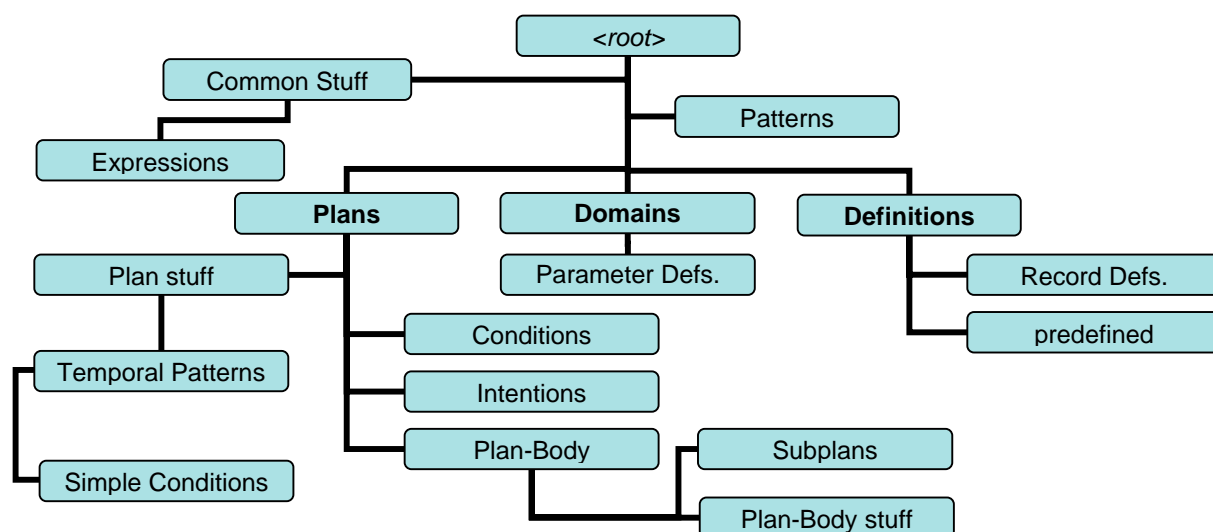 <root>
Common Stuff
Patterns
Expressions
Plans
Domains
Definitions
Plan stuff
Parameter Defs.
Record Defs.
Conditions
predefined
Temporal Patterns
Intentions
Plan-Body
Subplans
Simple Conditions
Plan-Body stuff